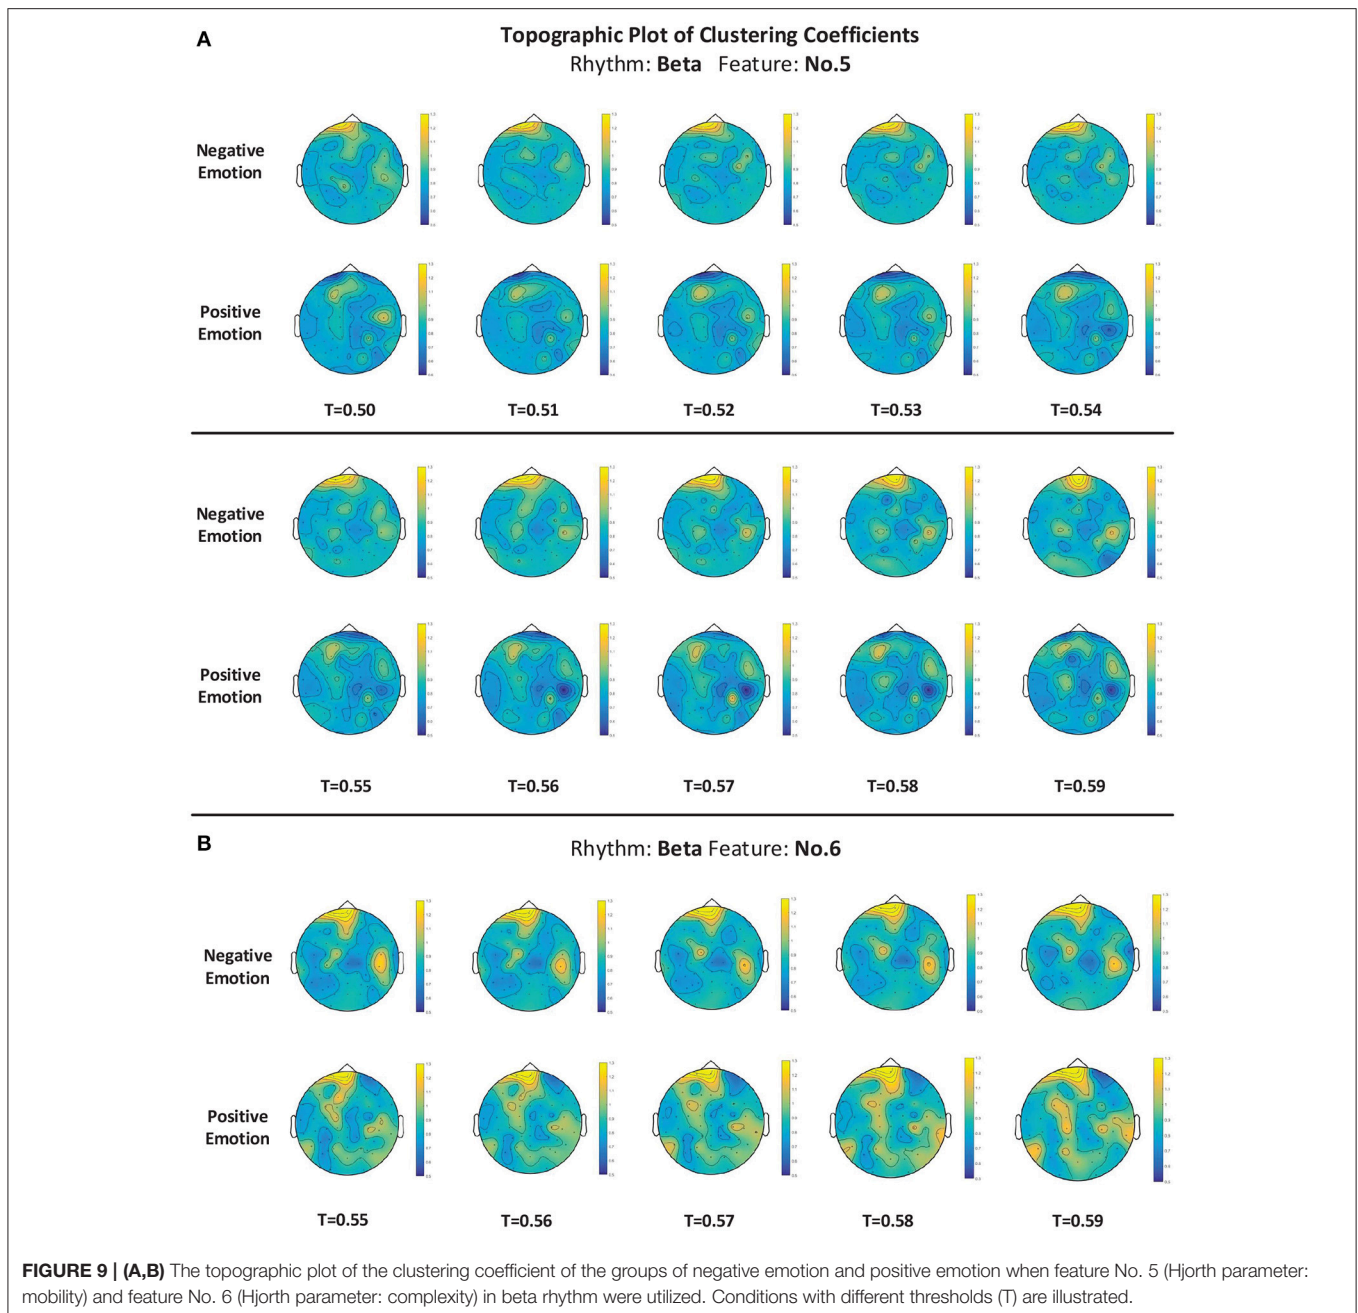 A
Topographic Plot of Clustering Coefficients
Rhythm: Beta Feature: No.5
Negative
Emotion
Positive
Emotion
T=0.50 T=0.51 T=0.52 T=0.53 T=0.54
Negative
Emotion
Positive
Emotion
T=0.55 T=0.56 T=0.57 T=0.58 T=0.59
B
Rhythm: Beta Feature: No.6
Negative
Emotion
Positive
Emotion
T=0.55 T=0.56 T=0.57 T=0.58 T=0.59
FIGURE 9 | (A,B) The topographic plot of the clustering coefficient of the groups of negative emotion and positive emotion when feature No. 5 (Hjorth parameter:
mobility) and feature No. 6 (Hjorth parameter: complexity) in beta rhythm were utilized. Conditions with different thresholds (T) are illustrated.